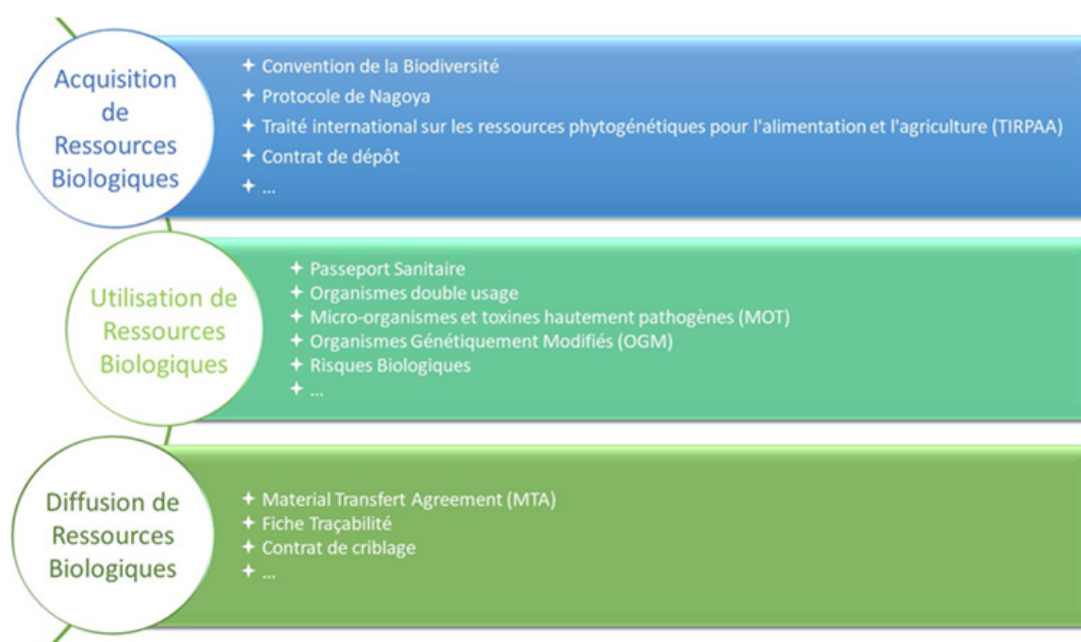 Acquisition
de
Ressources
Biologiques
✦ Convention de la Biodiversité
✦ Protocole de Nagoya
✦ Traité international sur les ressources phytogénétiques pour l'alimentation et l'agriculture (TIRPAA)
✦ Contrat de dépôt
✦ ...
Utilisation de
Ressources
Biologiques
✦ Passeport Sanitaire
✦ Organismes double usage
✦ Micro-organismes et toxines hautement pathogènes (MOT)
✦ Organismes Génétiquement Modifiés (OGM)
✦ Risques Biologiques
✦ ...
Diffusion de
Ressources
Biologiques
✦ Material Transfert Agreement (MTA)
✦ Fiche Traçabilité
✦ Contrat de criblage
✦ ...